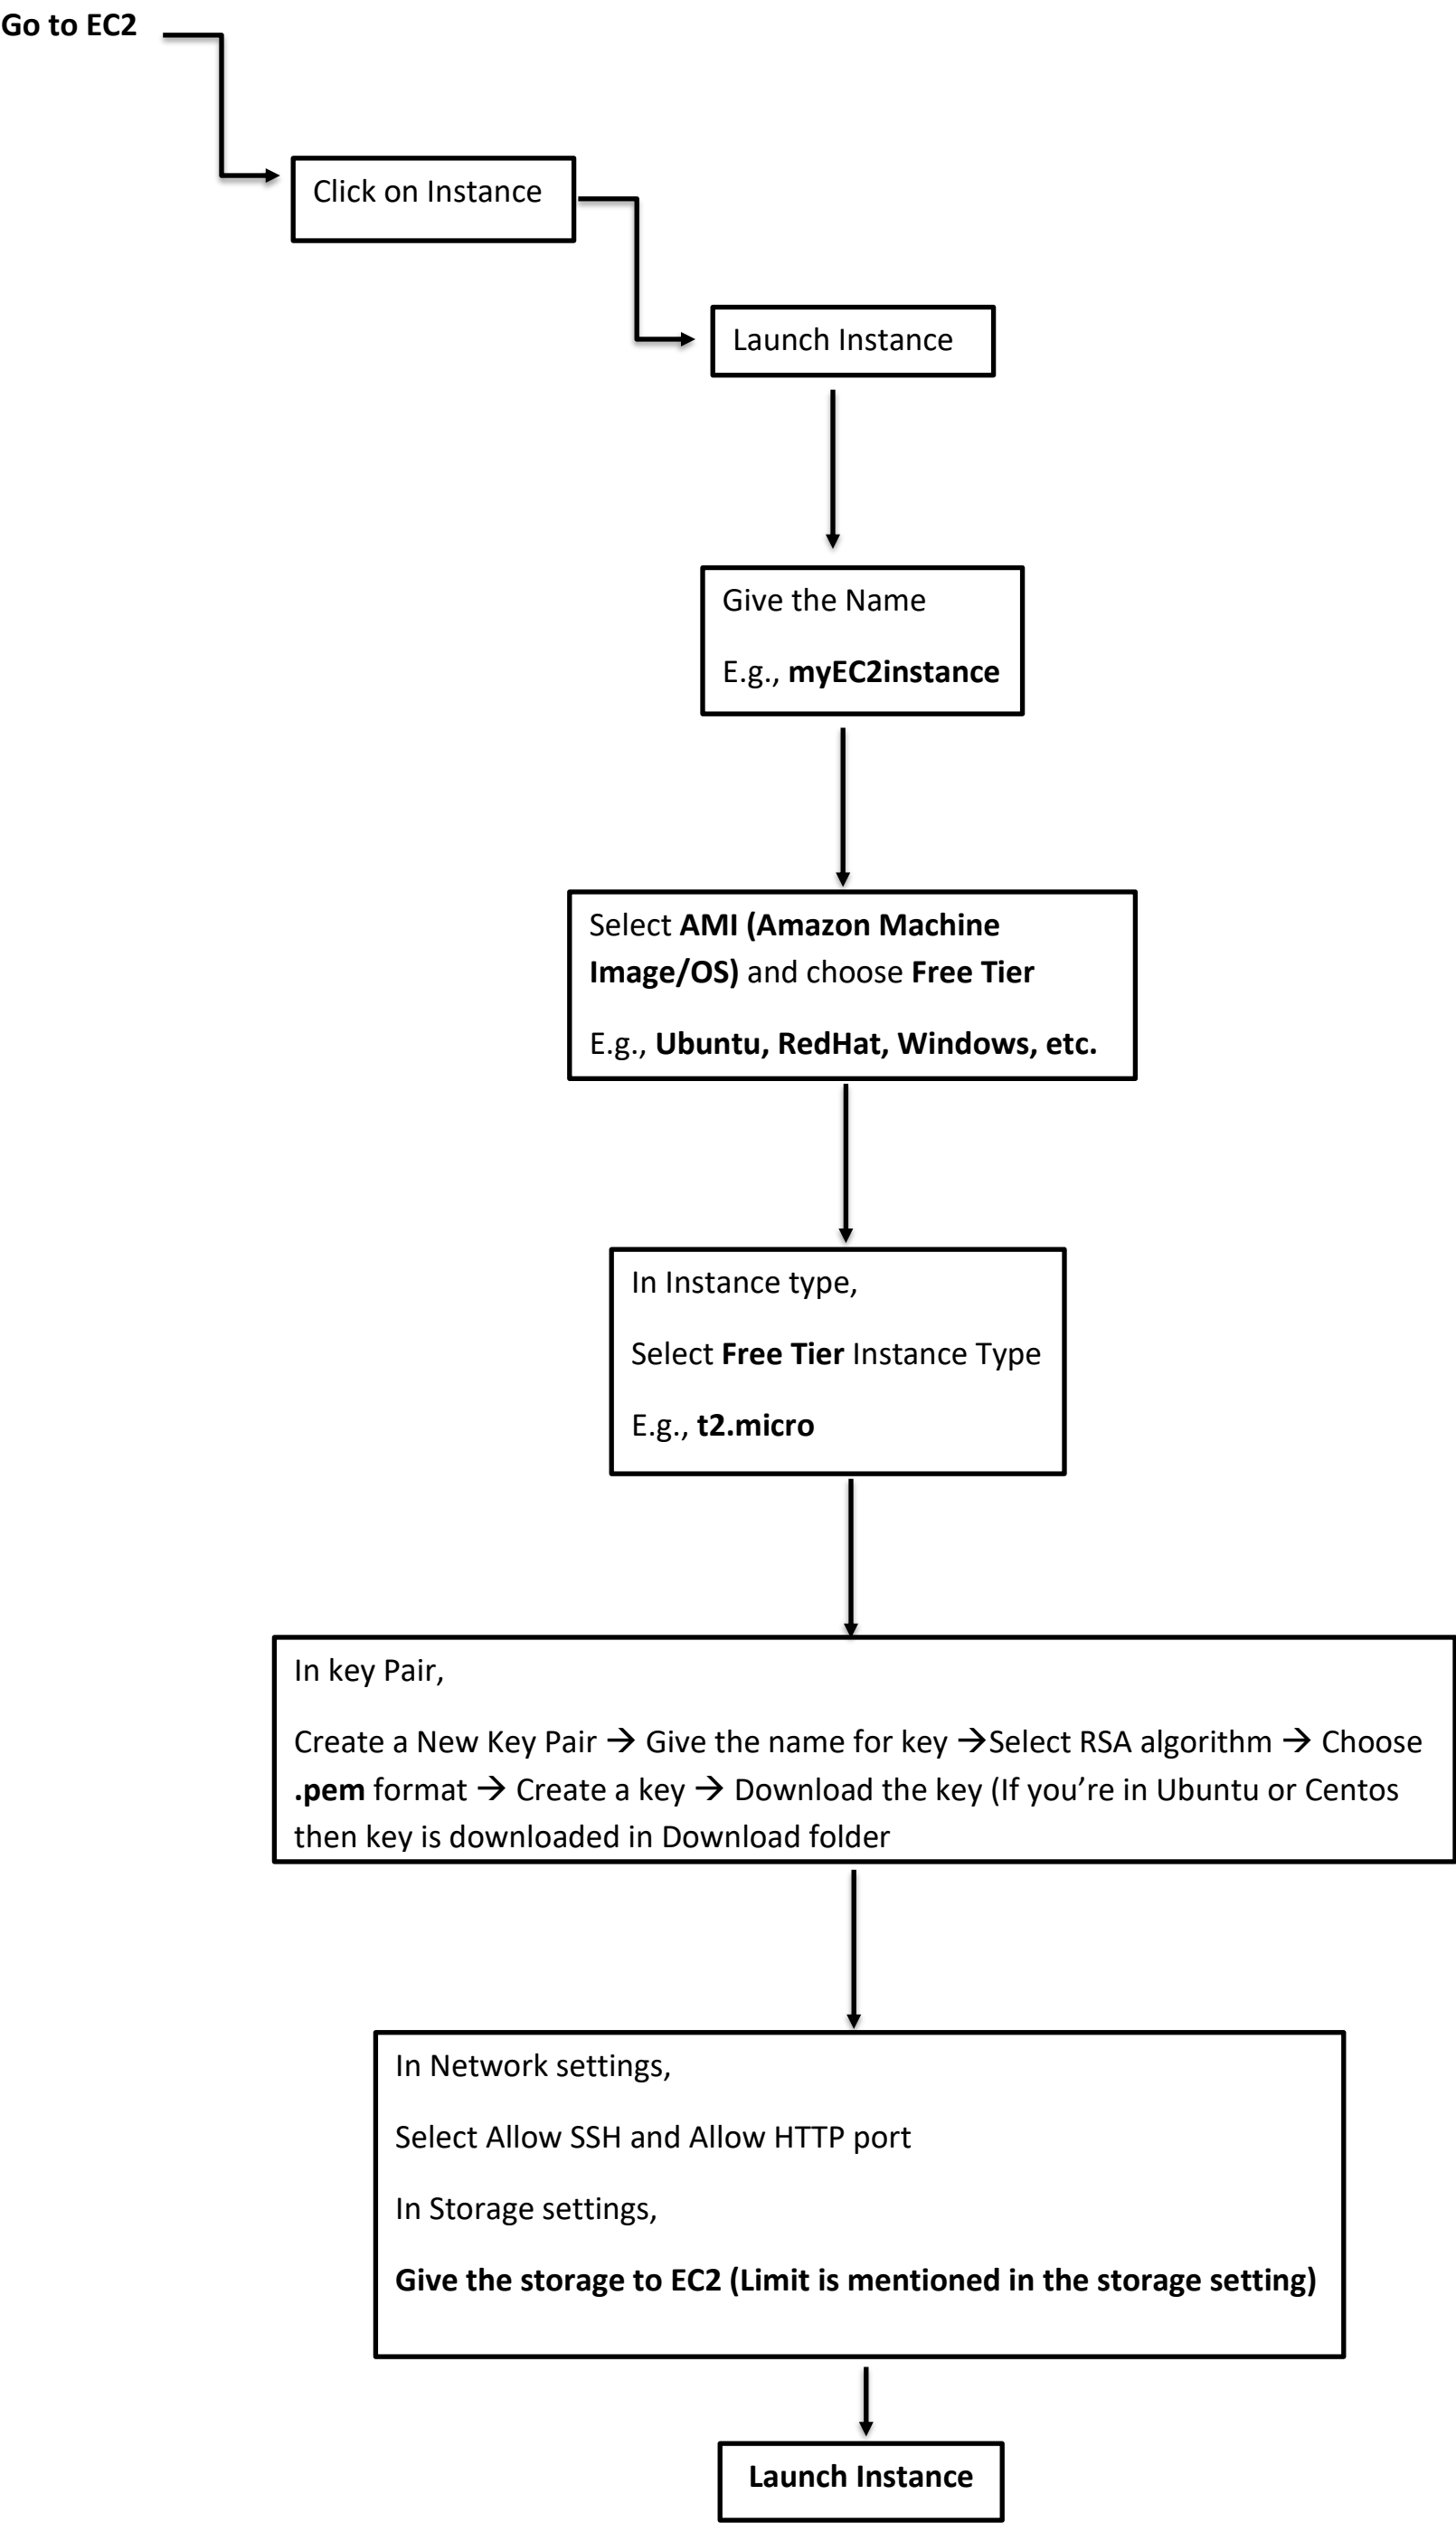 Go to EC2
Click on Instance
Launch Instance
Give the Name
E.g., myEC2instance
Select AMI (Amazon Machine
Image/OS) and choose Free Tier
E.g., Ubuntu, RedHat, Windows, etc.
In Instance type,
Select Free Tier Instance Type
E.g., t2.micro
In key Pair,
Create a New Key Pair → Give the name for key →Select RSA algorithm → Choose
.pem format → Create a key → Download the key (If you’re in Ubuntu or Centos
then key is downloaded in Download folder
In Network settings,
Select Allow SSH and Allow HTTP port
In Storage settings,
Give the storage to EC2 (Limit is mentioned in the storage setting)
Launch Instance